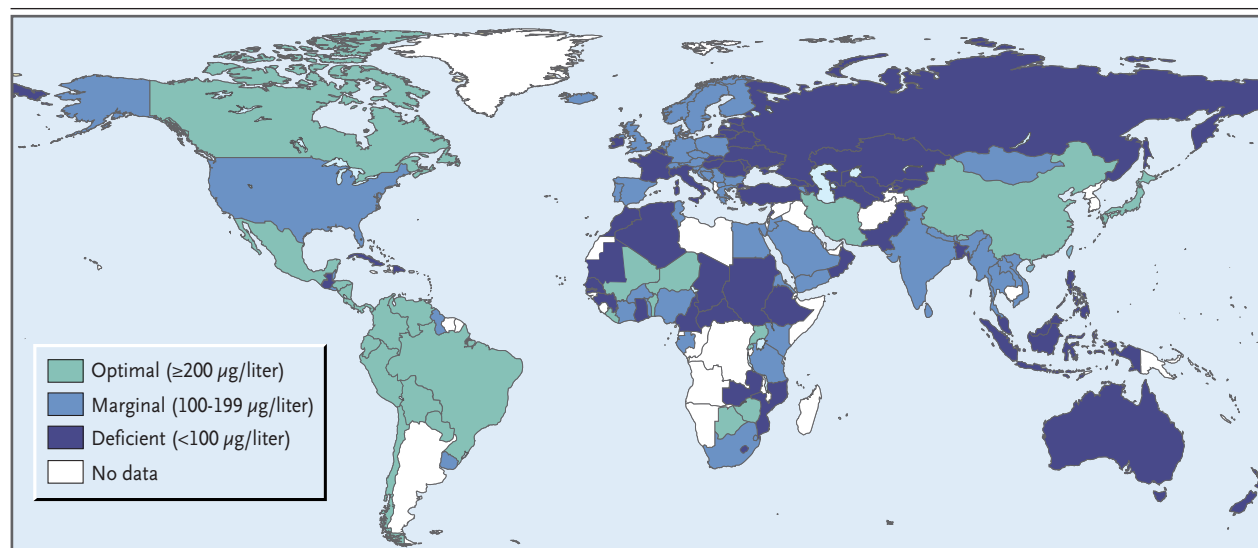 Optimal (≥200 µg/liter)
Marginal (100-199 µg/liter)
Deficient (<100 µg/liter)
No data